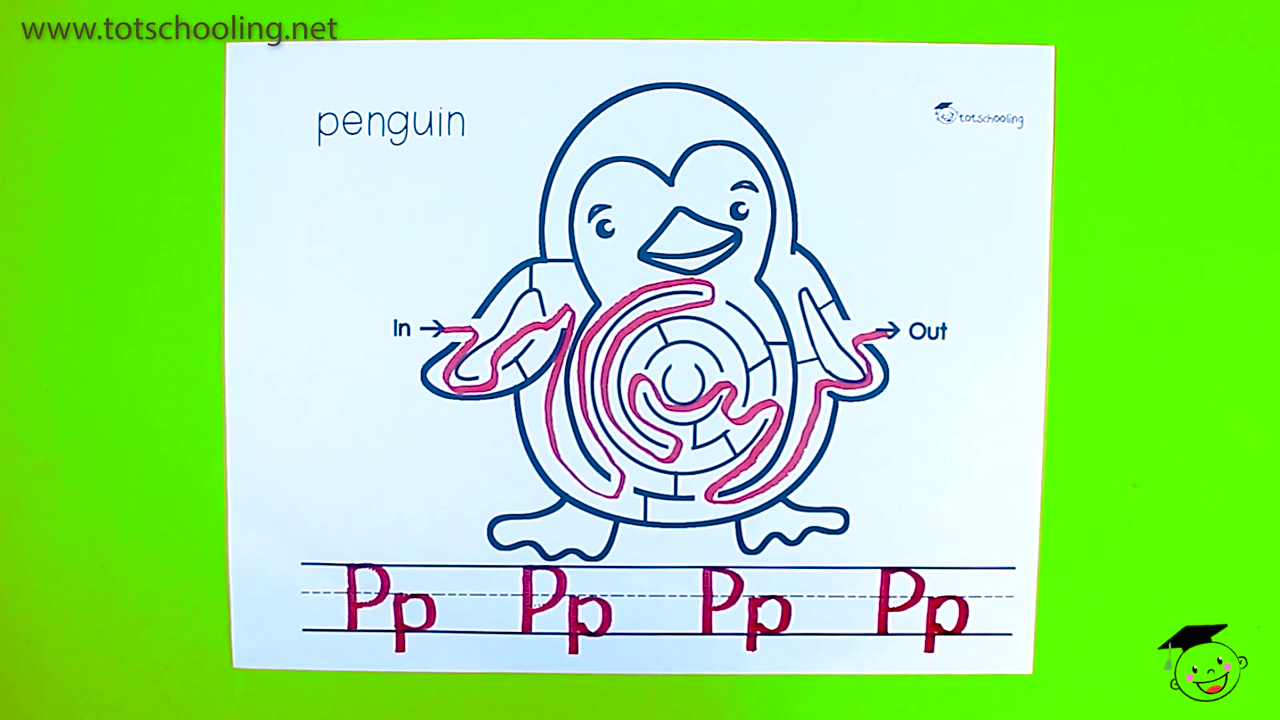 www.totschooling.net
penguin
totschooling
In
Out
Pp Pp Pp Pp